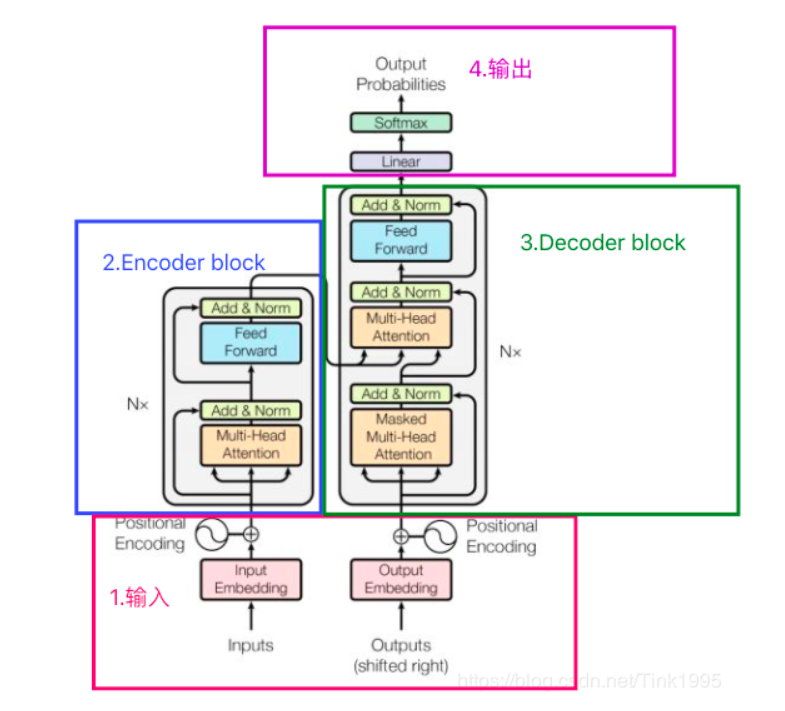 Output
Probabilities
4.输出
Softmax
Linear
Add & Norm
Feed
Forward
3.Decoder block
2.Encoder block
Add & Norm
Multi-Head
Attention
Add & Norm
Feed
Forward
Nx
Nx
Add & Norm
Masked
Multi-Head
Attention
Add & Norm
Multi-Head
Attention
Positional
Encoding
Positional
Encoding
Input
Embedding
Output
Embedding
1.输入
Inputs
Outputs
(shifted right)
https://blog.csdn.net/Tink1995